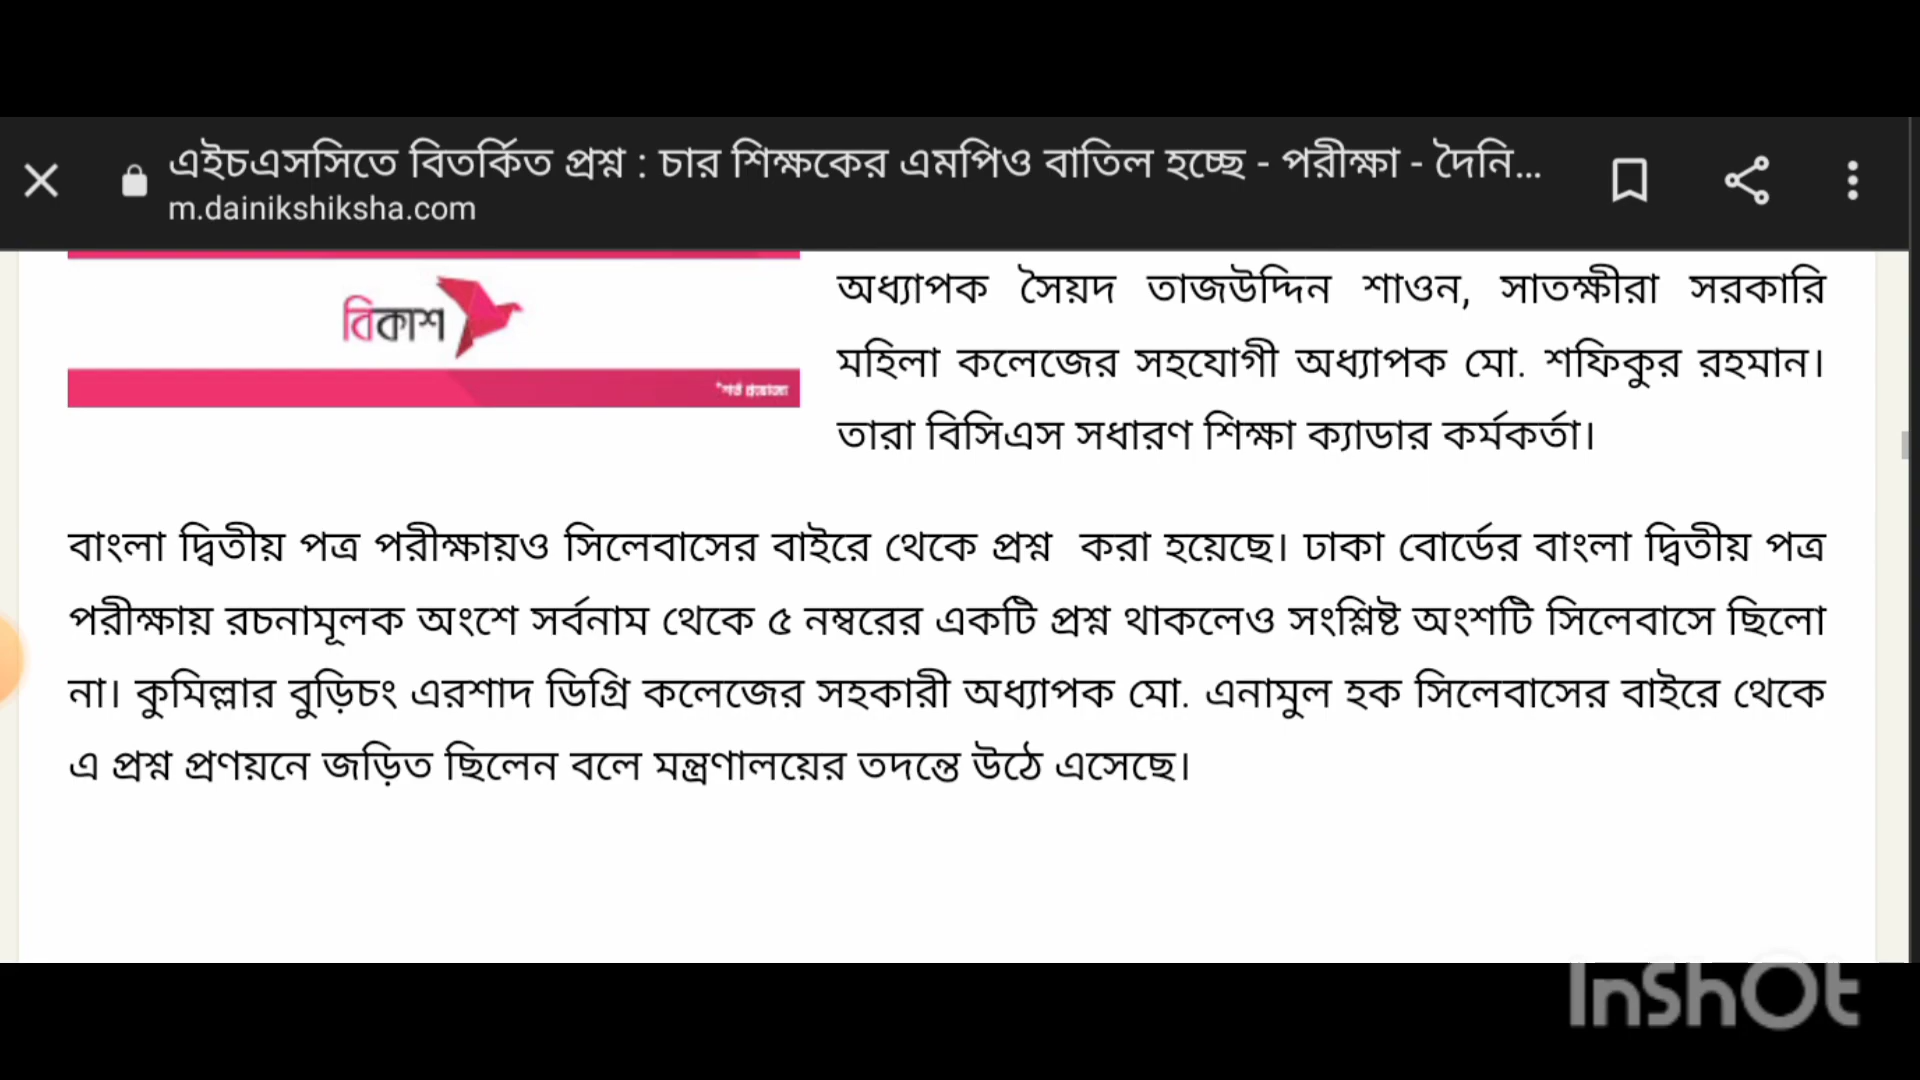 এইচএসসিতে বিতর্কিত প্রশ্ন : চার শিক্ষকের এমপিও বাতিল হচ্ছে - পরীক্ষা - দৈনি...
m.dainikshiksha.com
বিকাশ
*শর্ত প্রযোজ্য
অধ্যাপক সৈয়দ তাজউদ্দিন শাওন, সাতক্ষীরা সরকারি
মহিলা কলেজের সহযোগী অধ্যাপক মো. শফিকুর রহমান।
তারা বিসিএস সধারণ শিক্ষা ক্যাডার কর্মকর্তা।
বাংলা দ্বিতীয় পত্র পরীক্ষায়ও সিলেবাসের বাইরে থেকে প্রশ্ন করা হয়েছে। ঢাকা বোর্ডের বাংলা দ্বিতীয় পত্র
পরীক্ষায় রচনামূলক অংশে সর্বনাম থেকে ৫ নম্বরের একটি প্রশ্ন থাকলেও সংশ্লিষ্ট অংশটি সিলেবাসে ছিলো
না। কুমিল্লার বুড়িচং এরশাদ ডিগ্রি কলেজের সহকারী অধ্যাপক মো. এনামুল হক সিলেবাসের বাইরে থেকে
এ প্রশ্ন প্রণয়নে জড়িত ছিলেন বলে মন্ত্রণালয়ের তদন্তে উঠে এসেছে।
InShOt